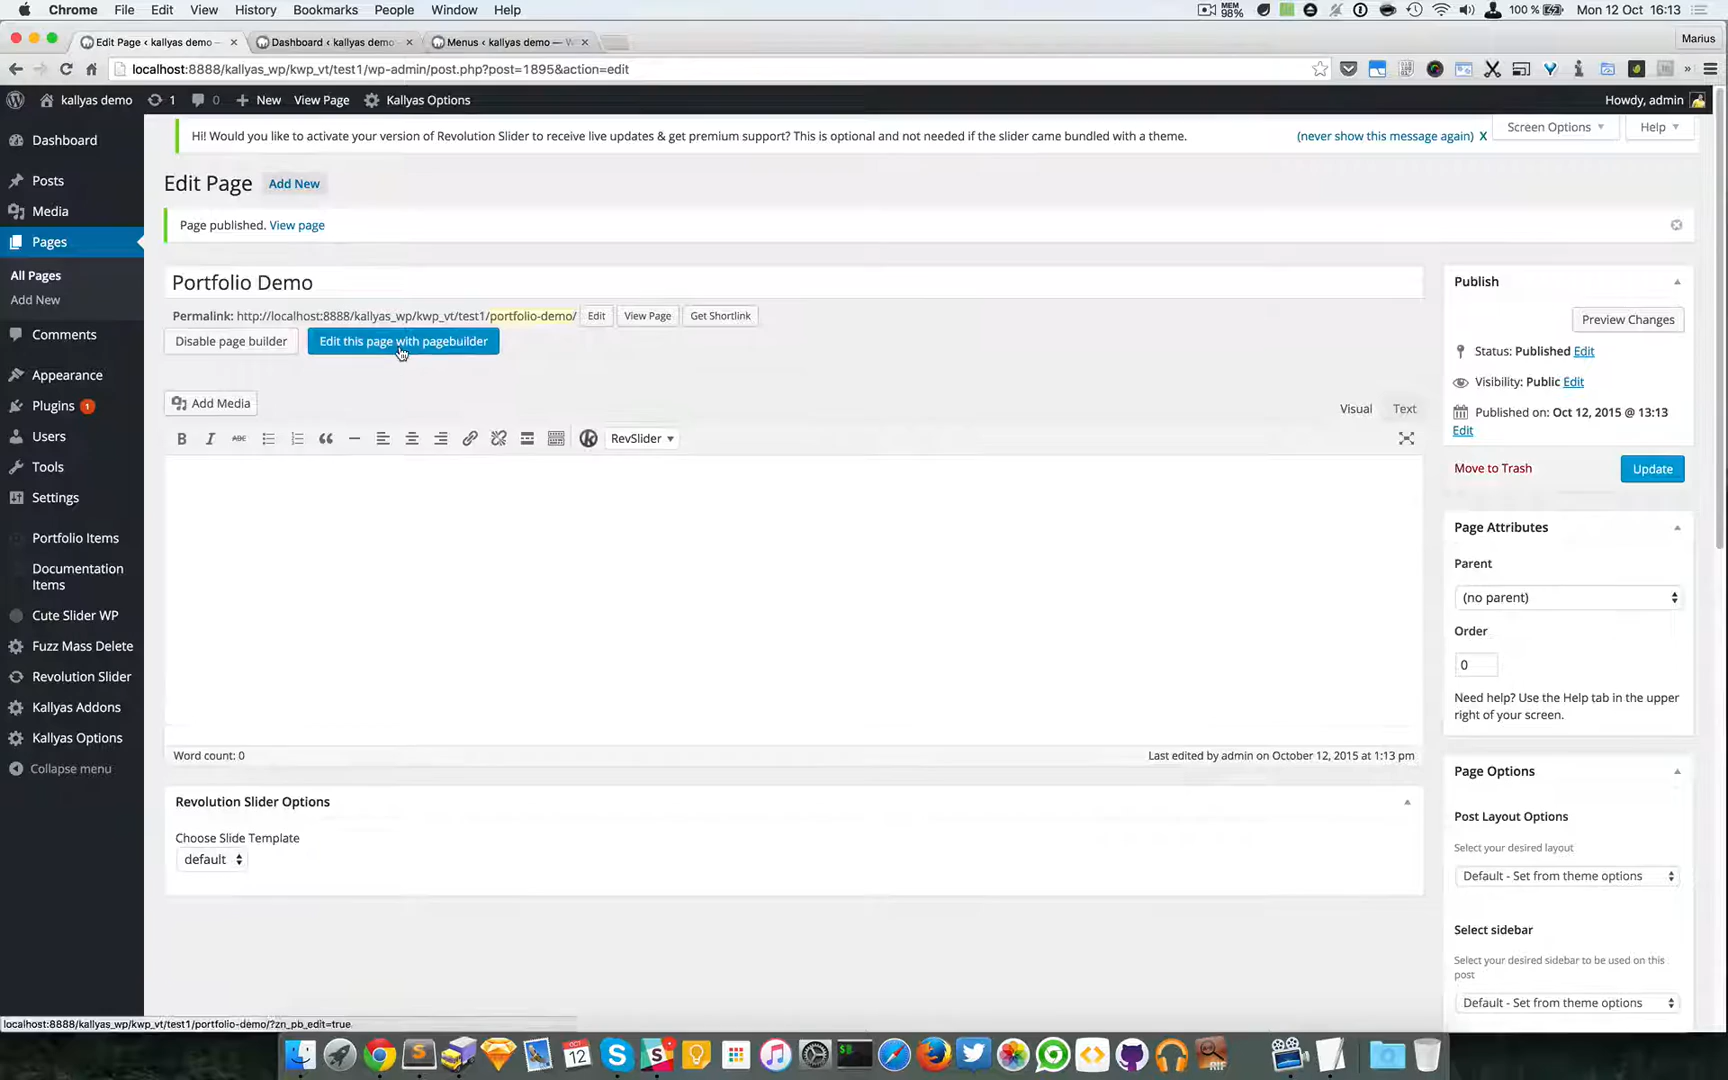 Chrome File Edit View History Bookmarks People Window Help MEM 98% 100 % Mon 12 Oct 16:13
Edit Page ‹ kallyas demo — × Dashboard ‹ kallyas demo × Menus ‹ kallyas demo — W × Marius
localhost:8888/kallyas_wp/kwp_vt/test1/wp-admin/post.php?post=1895&action=edit
kallyas demo 1 0 New View Page Kallyas Options Howdy, admin
Hi! Would you like to activate your version of Revolution Slider to receive live updates & get premium support? This is optional and not needed if the slider came bundled with a theme. (never show this message again) X
Screen Options Help
Dashboard
Posts
Media
Pages
All Pages
Add New
Comments
Appearance
Plugins 1
Users
Tools
Settings
Portfolio Items
Documentation
Items
Cute Slider WP
Fuzz Mass Delete
Revolution Slider
Kallyas Addons
Kallyas Options
Collapse menu
Edit Page Add New
Page published. View page
Portfolio Demo
Permalink: http://localhost:8888/kallyas_wp/kwp_vt/test1/portfolio-demo/ Edit View Page Get Shortlink
Disable page builder Edit this page with pagebuilder
Add Media Visual Text
B I ABC RevSlider
Word count: 0 Last edited by admin on October 12, 2015 at 1:13 pm
Revolution Slider Options
Choose Slide Template
default
Publish
Preview Changes
Status: Published Edit
Visibility: Public Edit
Published on: Oct 12, 2015 @ 13:13
Edit
Move to Trash Update
Page Attributes
Parent
(no parent)
Order
0
Need help? Use the Help tab in the upper
right of your screen.
Page Options
Post Layout Options
Select your desired layout
Default - Set from theme options
Select sidebar
Select your desired sidebar to be used on this
post
Default - Set from theme options
localhost:8888/kallyas_wp/kwp_vt/test1/portfolio-demo/?zn_pb_edit=true
12